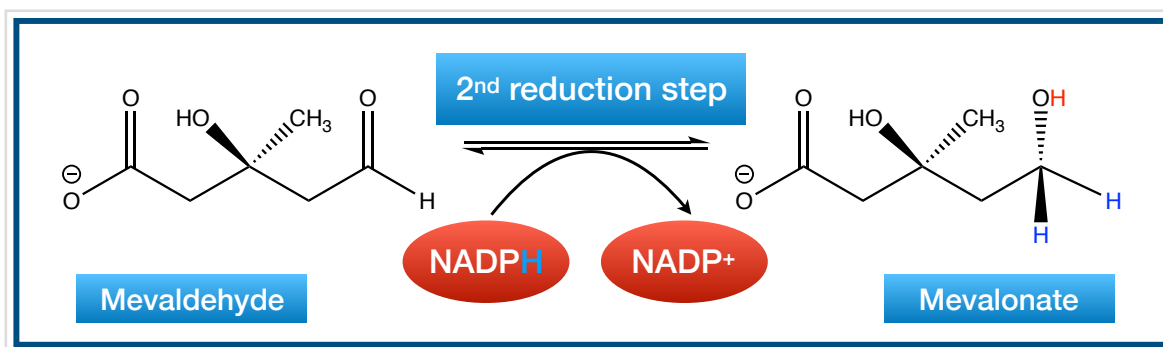 2nd reduction step
O
HO
CH3
O
O
H
⊖
O
O
HO
CH3
OH
⊖
O
H
H
NADPH
NADP+
Mevaldehyde
Mevalonate